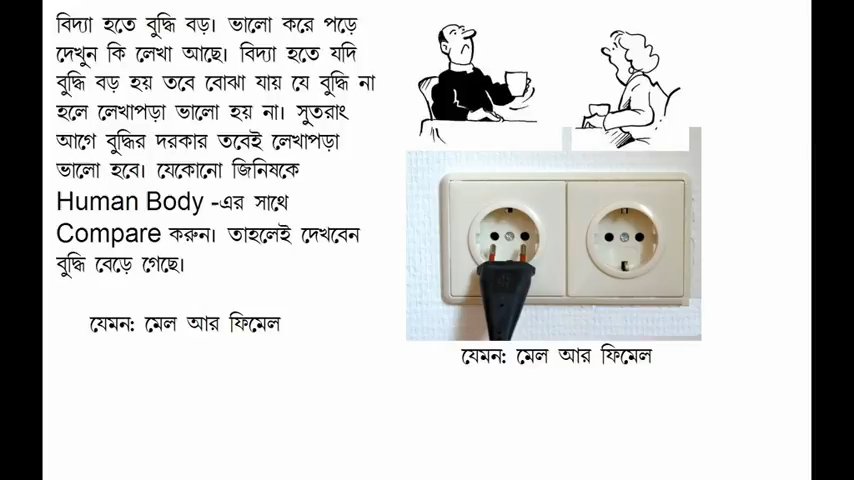 বিদ্যা হতে বুদ্ধি বড়। ভালো করে পড়ে
দেখুন কি লেখা আছে। বিদ্যা হতে যদি
বুদ্ধি বড় হয় তবে বোঝা যায় যে বুদ্ধি না
হলে লেখাপড়া ভালো হয় না। সুতরাং
আগে বুদ্ধির দরকার তবেই লেখাপড়া
ভালো হবে। যেকোনো জিনিষকে
Human Body -এর সাথে
Compare করুন। তাহলেই দেখবেন
বুদ্ধি বেড়ে গেছে।
যেমন: মেল আর ফিমেল
যেমন: মেল আর ফিমেল